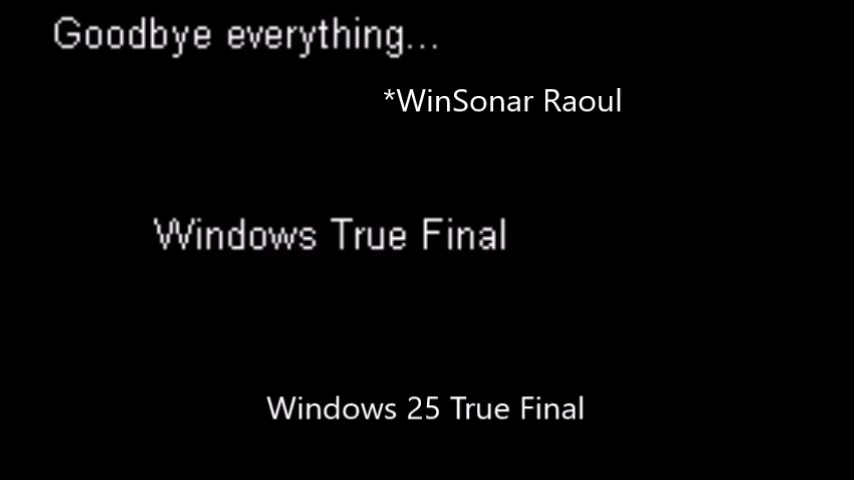 Goodbye everything...
*WinSonar Raoul
Windows True Final
Windows 25 True Final